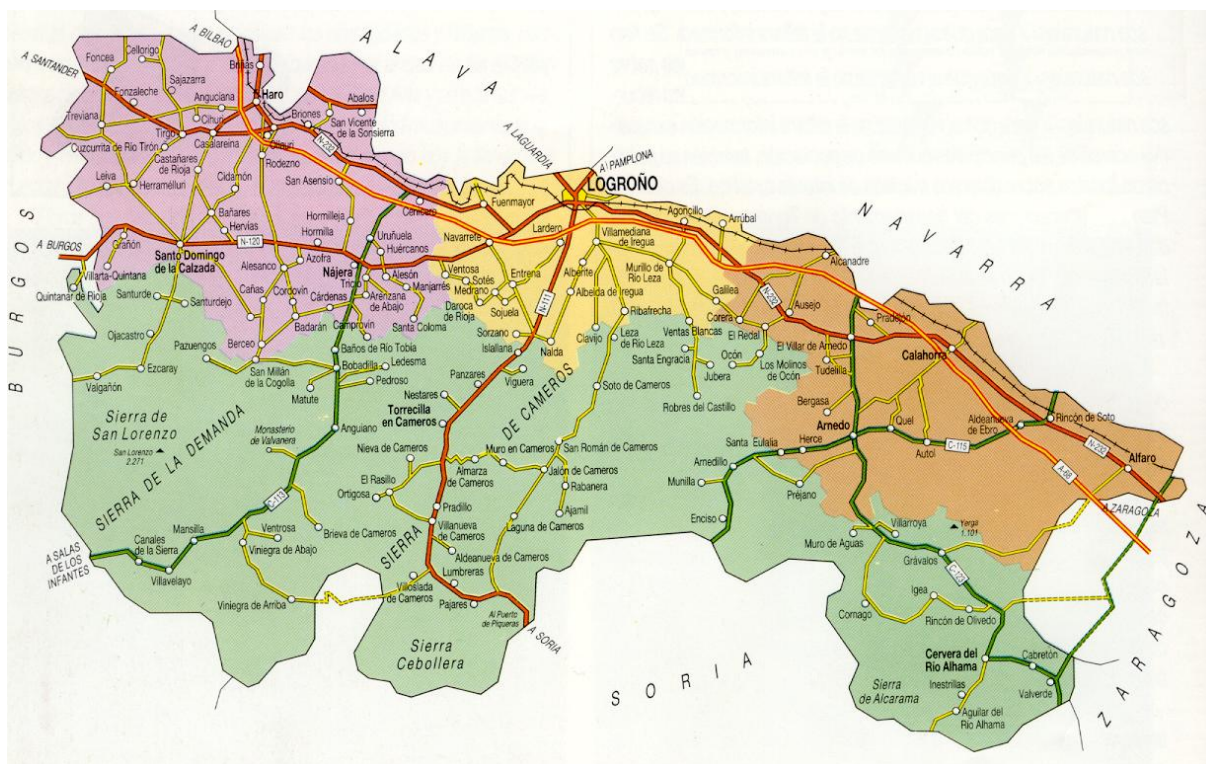 A L A V A
A BILBAO
A SANTANDER
Foncea
Cellorigo
Briñas
Sajazarra
Fonzaleche
Anguciana
Haro
Abalos
Treviana
Cihuri
Briones
San Vicente
de la Sonsierra
Tirgo
Casalareina
Ollauri
N-232
A LAGUARDIA
A PAMPLONA
Cuzcurrita de Río Tirón
Rodezno
Castañares
de Rioja
LOGROÑO
Leiva
Herramélluri
Cidamón
San Asensio
Cenicero
Fuenmayor
Agoncillo
Arrúbal
N A V A R R A
B U R G O S
Bañares
Hervías
Hormilleja
Hormilla
Uruñuela
Huércanos
Navarrete
Lardero
Villamediana
de Iregua
A BURGOS
Grañón
N-120
Santo Domingo
de la Calzada
Azofra
Alesanco
Nájera
Tricio
Alesón
Manjarrés
Ventosa
Sotés
Medrano
Entrena
Alberite
Murillo de
Río Leza
Alcanadre
Villarta-Quintana
Quintanar de Rioja
Santurde
Santurdejo
Cañas
Cordovín
Cárdenas
Arenzana
de Abajo
Daroca
de Rioja
Sojuela
N-111
Albelda de Iregua
Galilea
N-232
Ausejo
Ribafrecha
Corera
Pradejón
Badarán
Camprovín
Santa Coloma
Sorzano
Clavijo
Leza
de Río Leza
Ventas Blancas
El Redal
Ojacastro
Pazuengos
Berceo
Baños de Río Tobía
Islallana
Nalda
Santa Engracia
Ocón
El Villar de Arnedo
Calahorra
Ezcaray
San Millán
de la Cogolla
Bobadilla
Ledesma
Viguera
Jubera
Los Molinos
de Ocón
Tudelilla
Valgañón
Matute
Pedroso
Panzares
Soto de Cameros
Nestares
Robres del Castillo
Bergasa
Sierra de
San Lorenzo
SIERRA DE LA DEMANDA
Torrecilla
en Cameros
DE CAMEROS
Quel
Aldeanueva
de Ebro
Rincón de Soto
Monasterio
de Valvanera
Anguiano
Arnedo
San Lorenzo
2.271
Nieva de Cameros
Muro en Cameros
San Román de Cameros
Santa Eulalia
Herce
Autol
C-115
N-232
Alfaro
El Rasillo
Almarza
de Cameros
Jalón de Cameros
Arnedillo
A-68
Ortigosa
Rabanera
Munilla
Préjano
C-113
Pradillo
Ajamil
Enciso
A ZARAGOZA
Mansilla
Ventrosa
Brieva de Cameros
Villanueva
de Cameros
Laguna de Cameros
Villarroya
Yerga
1.101
Canales
de la Sierra
Viniegra de Abajo
SIERRA
Aldeanueva de Cameros
Muro de Aguas
Grávalos
A SALAS
DE LOS
INFANTES
Villavelayo
Lumbreras
Villoslada
de Cameros
C-123
Igea
Viniegra de Arriba
Pajares
Al Puerto
de Piqueras
Cornago
Rincón de Olivedo
A SORIA
Sierra
Cebollera
Cervera del
Río Alhama
Cabretón
S O R I A
Sierra
de Alcarama
Inestrillas
Valverde
Aguilar del
Río Alhama
Z A R A G O Z A